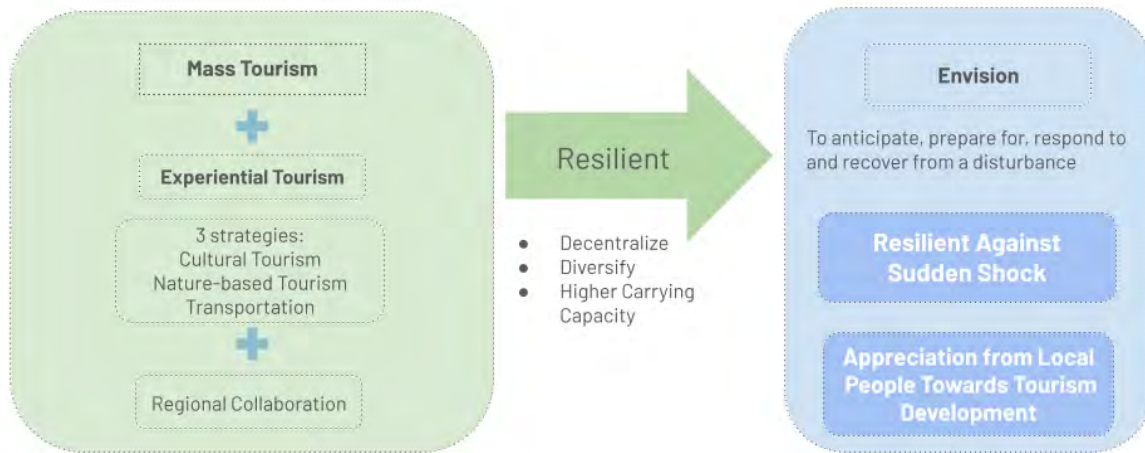 Mass Tourism
Experiential Tourism
3 strategies:
Cultural Tourism
Nature-based Tourism
Transportation
Regional Collaboration
Resilient
● Decentralize
● Diversify
● Higher Carrying
Capacity
Envision
To anticipate, prepare for, respond to
and recover from a disturbance
Resilient Against
Sudden Shock
Appreciation from Local
People Towards Tourism
Development